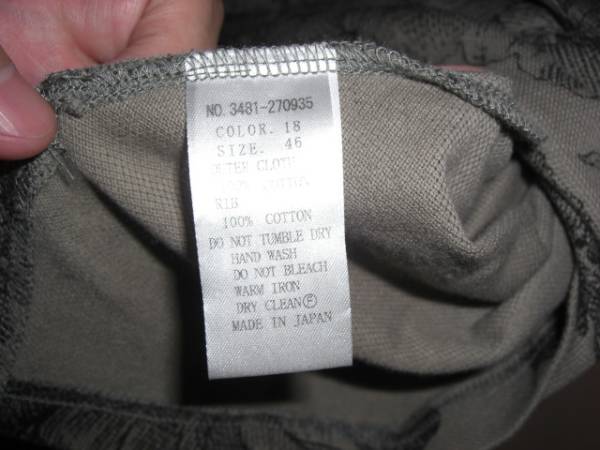 NO. 3481-270935
COLOR. 18
SIZE. 46
OUTER CLOTH
100% COTTON
RIB
100% COTTON
DO NOT TUMBLE DRY
HAND WASH
DO NOT BLEACH
WARM IRON
DRY CLEAN Ⓕ
MADE IN JAPAN